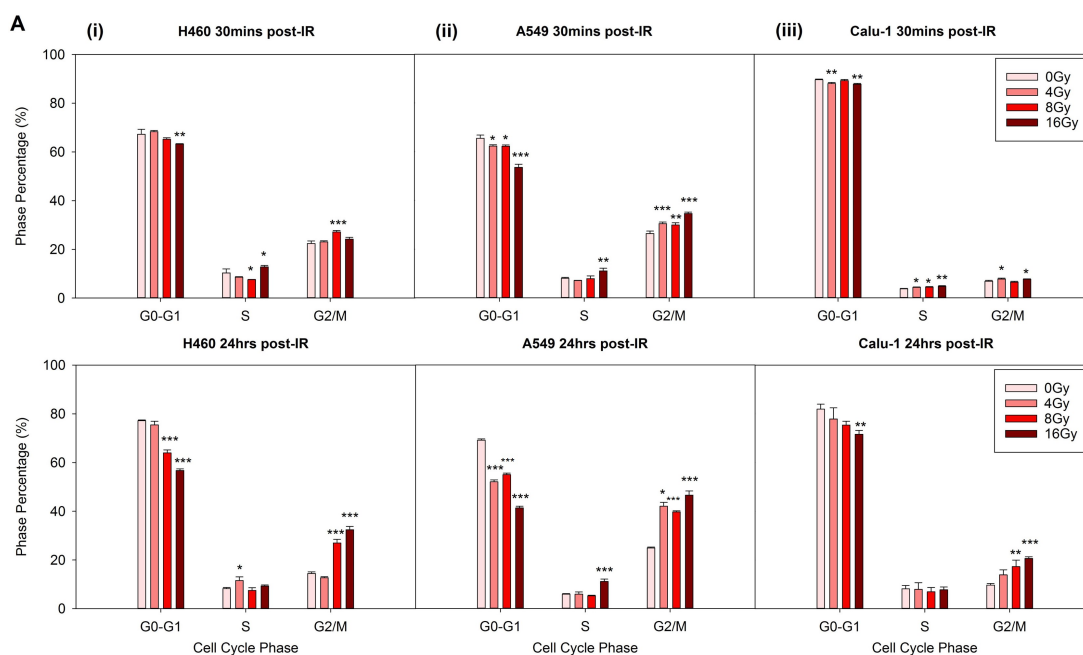 A
(i) H460 30mins post-IR
(ii) A549 30mins post-IR
(iii) Calu-1 30mins post-IR
Phase Percentage (%)
100
80
60
40
20
0
**
*
*
***
G0-G1 S G2/M
* * ***
**
*** ** ***
G0-G1 S G2/M
** **
* * **
* *
G0-G1 S G2/M
0Gy
4Gy
8Gy
16Gy
H460 24hrs post-IR
A549 24hrs post-IR
Calu-1 24hrs post-IR
Phase Percentage (%)
80
60
40
20
0
*** ***
*
*** ***
G0-G1 S G2/M
Cell Cycle Phase
*** *** ***
***
* *** ***
G0-G1 S G2/M
Cell Cycle Phase
**
** ***
G0-G1 S G2/M
Cell Cycle Phase
0Gy
4Gy
8Gy
16Gy